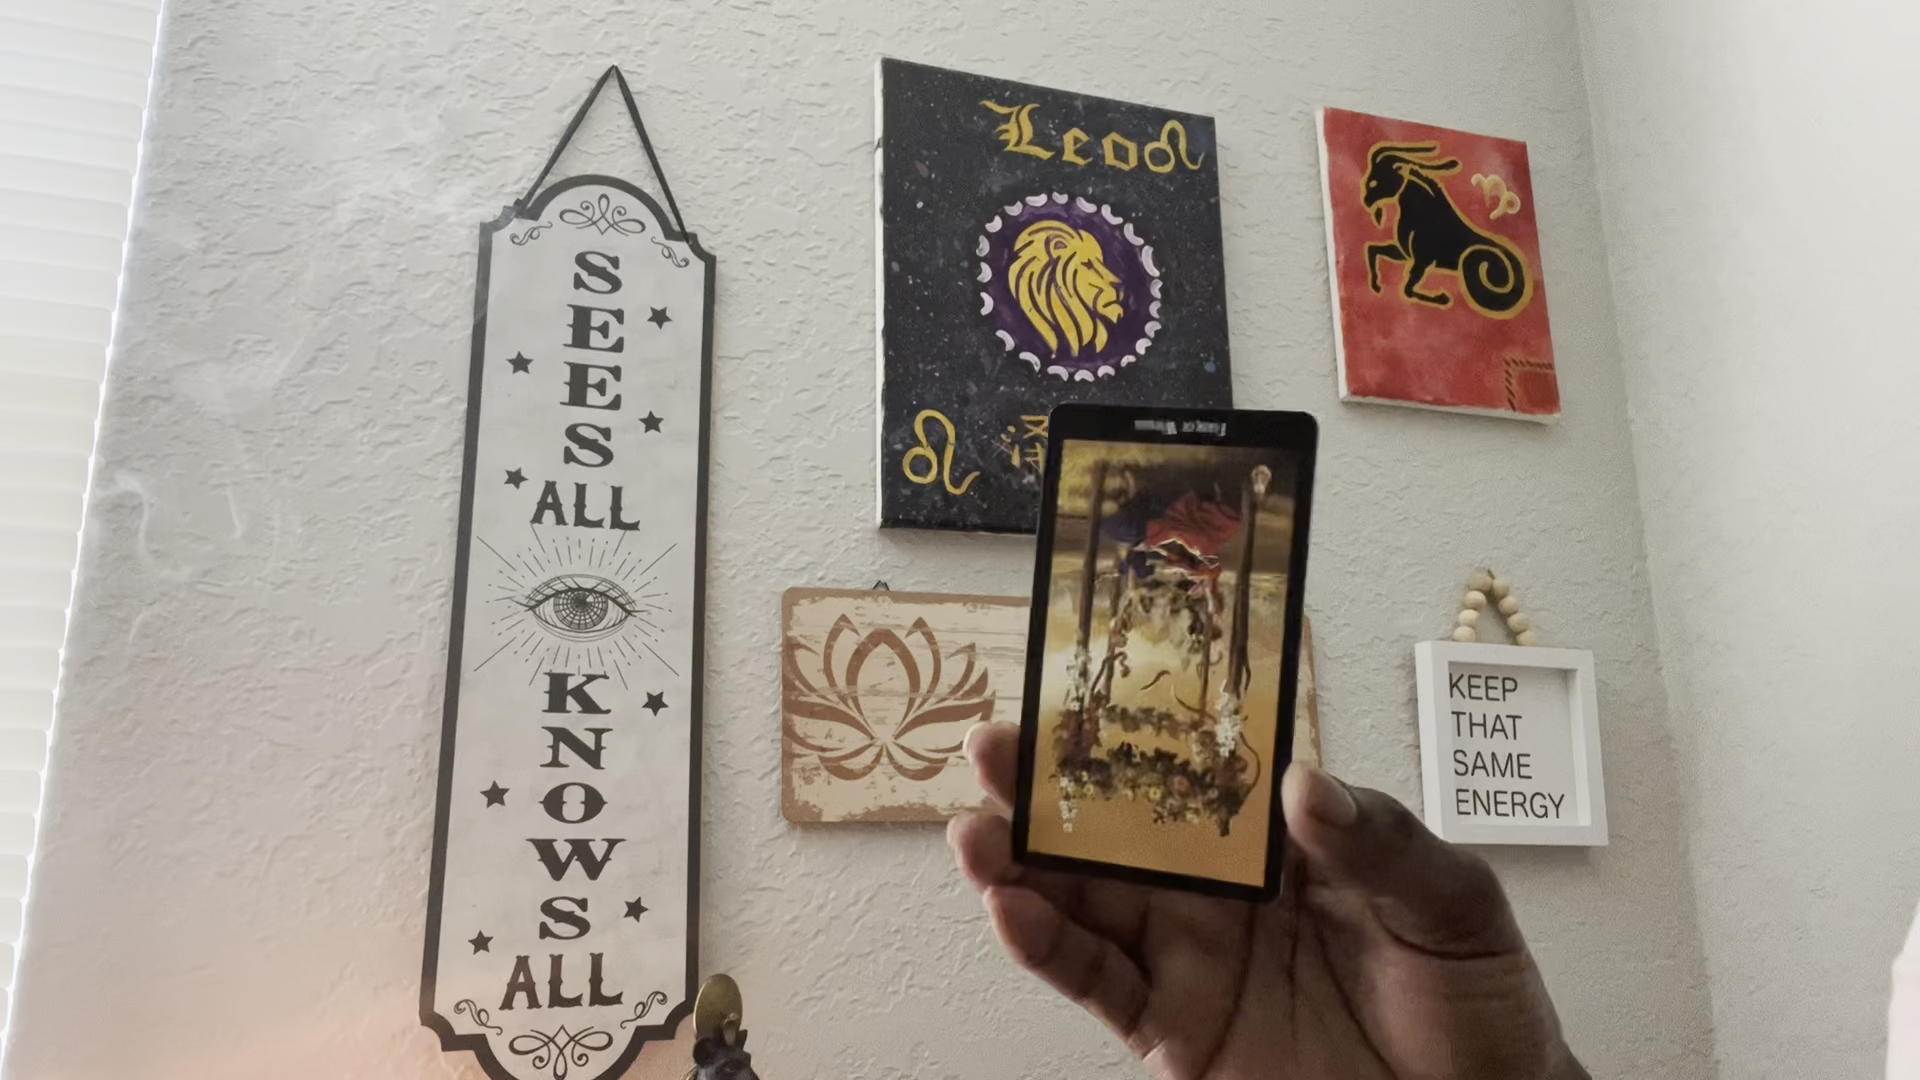 SEES
ALL
KNOWS
ALL
Leo♌
♌
♑
KEEP
THAT
SAME
ENERGY